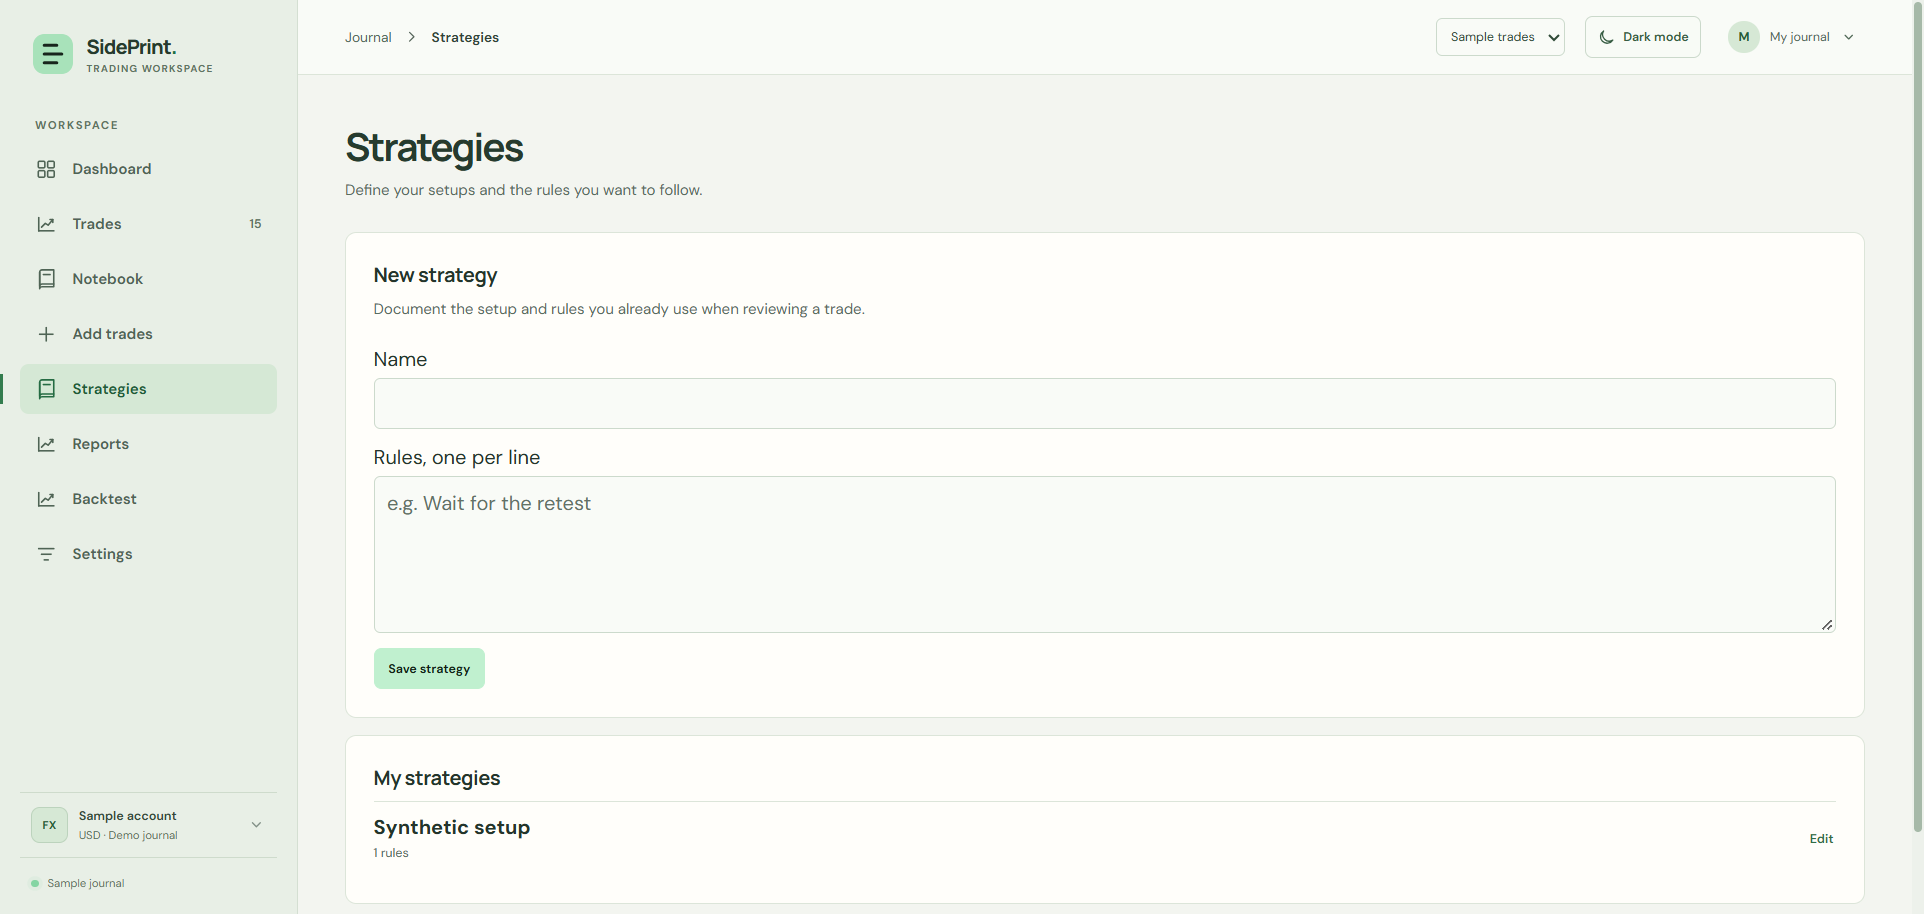 SidePrint.
TRADING WORKSPACE
WORKSPACE
Dashboard
Trades 15
Notebook
Add trades
Strategies
Reports
Backtest
Settings
FX
Sample account
USD · Demo journal
Sample journal
Journal > Strategies
Sample trades
Dark mode
M My journal
Strategies
Define your setups and the rules you want to follow.
New strategy
Document the setup and rules you already use when reviewing a trade.
Name
Rules, one per line
e.g. Wait for the retest
Save strategy
My strategies
Synthetic setup
1 rules
Edit